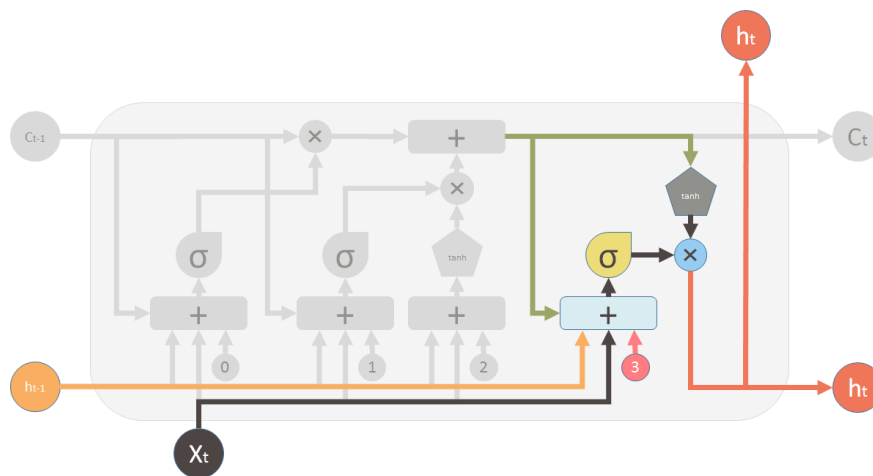 ht
Ct-1
×
+
Ct
×
tanh
σ
σ
tanh
σ
×
+
+
+
+
0
1
2
3
ht-1
ht
Xt